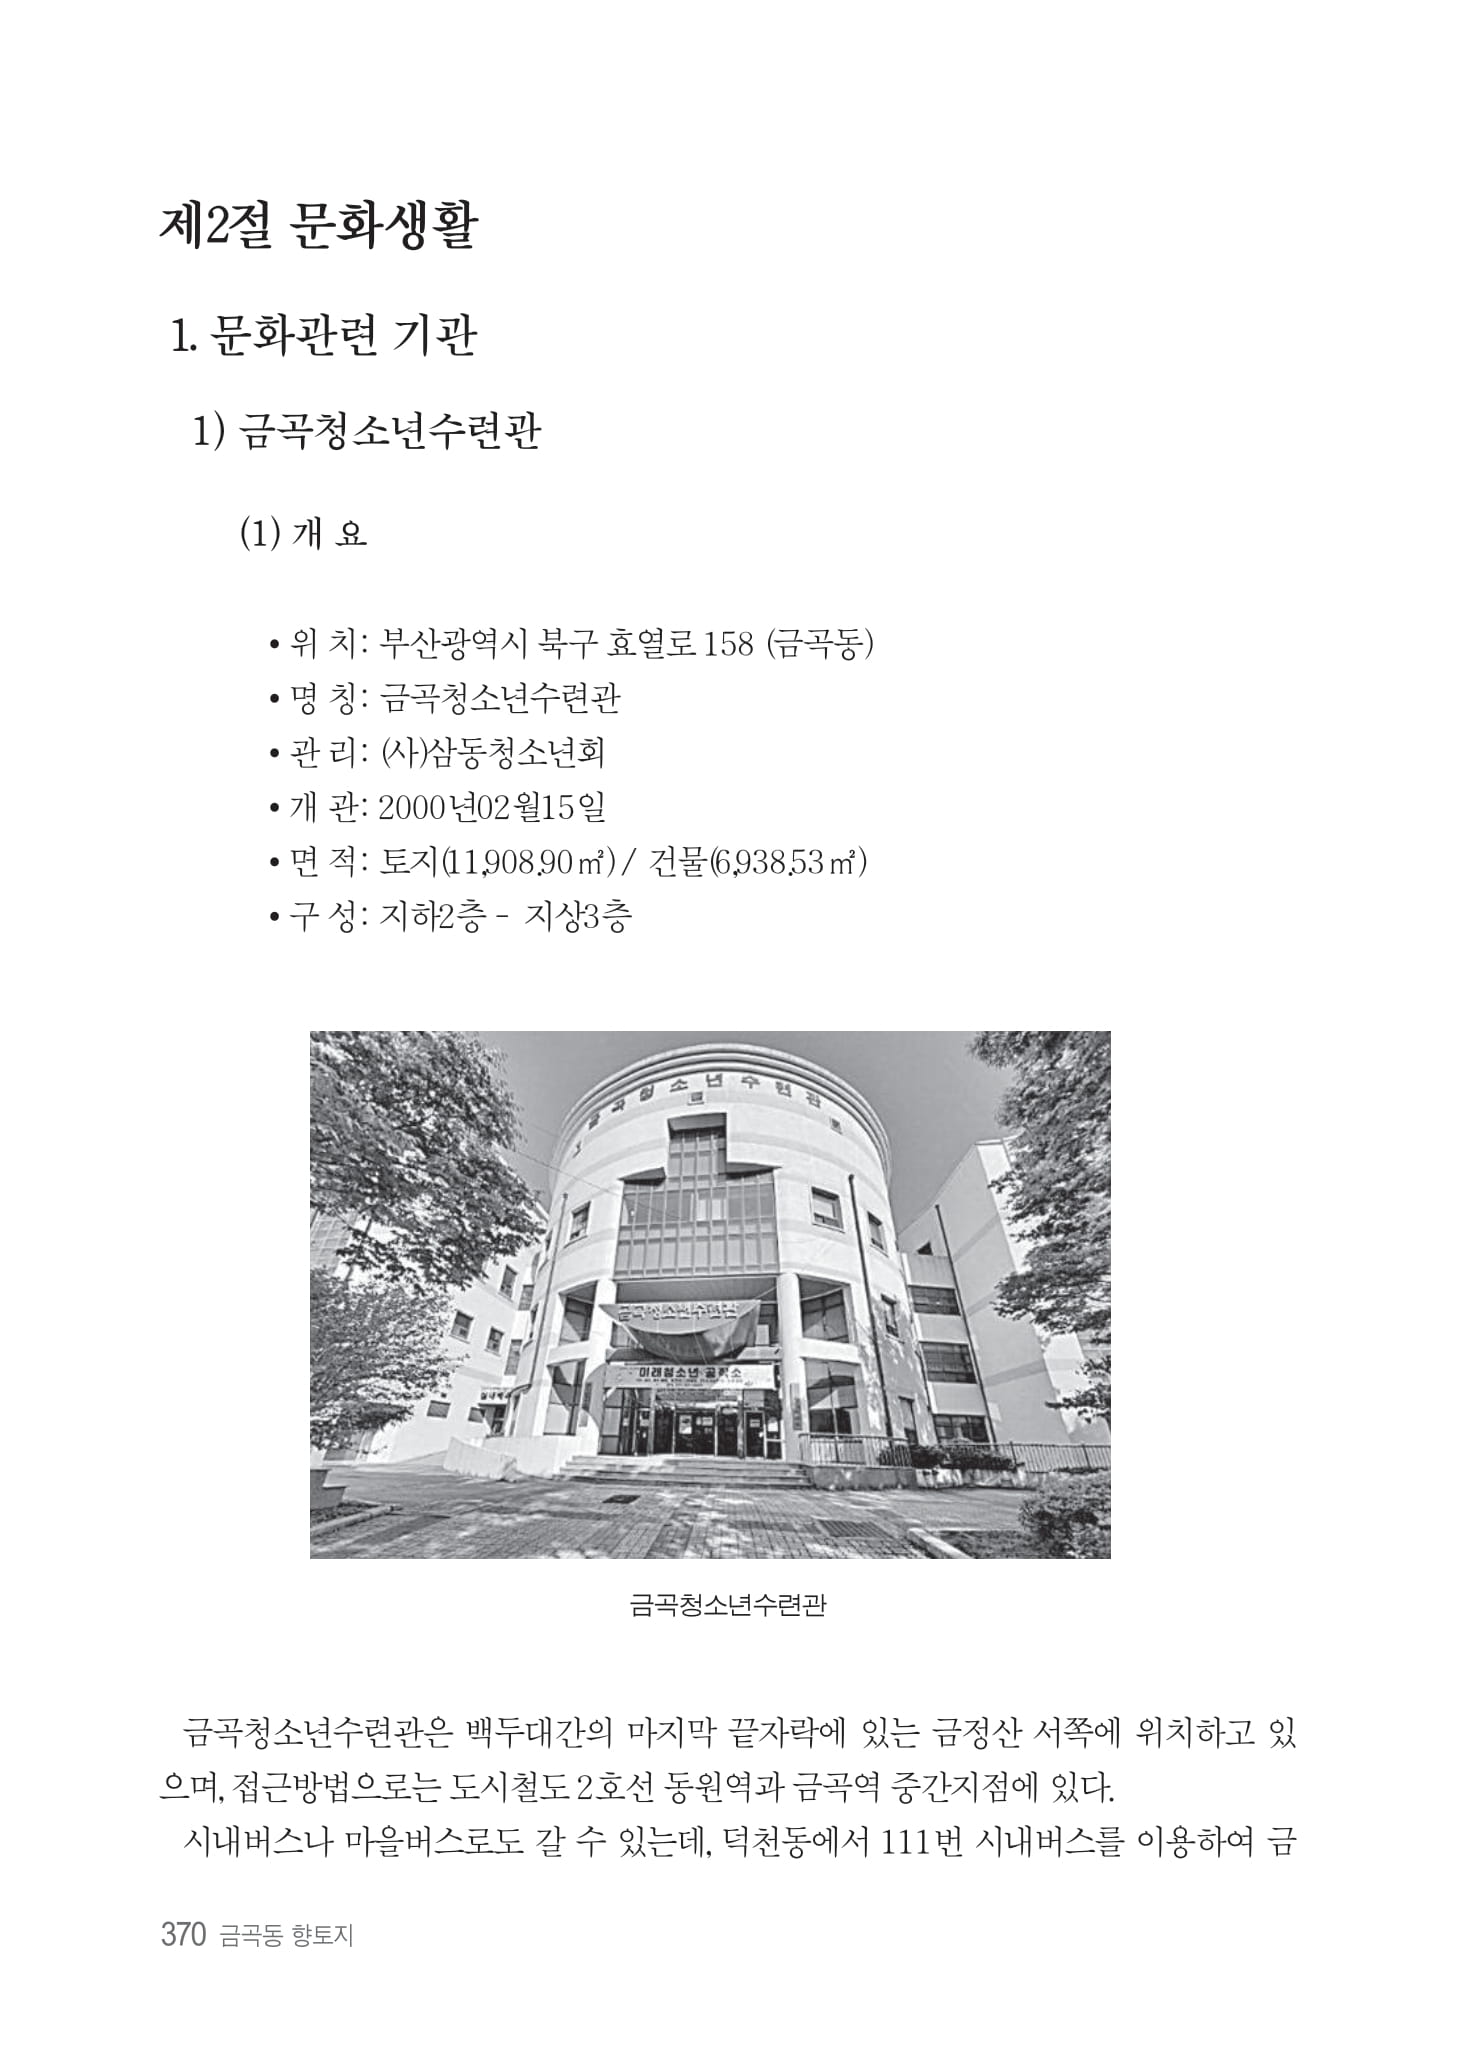 제2절 문화생활
1. 문화관련 기관
1) 금곡청소년수련관
(1) 개 요
• 위 치: 부산광역시 북구 효열로 158 (금곡동)
• 명 칭: 금곡청소년수련관
• 관 리: (사)삼동청소년회
• 개 관: 2000년02월15일
• 면 적: 토지(11,908.90㎡) / 건물(6,938.53㎡)
• 구 성: 지하2층 - 지상3층
금곡청소년수련관
금곡청소년수련관
미래청소년 공작소
금곡청소년수련관
금곡청소년수련관은 백두대간의 마지막 끝자락에 있는 금정산 서쪽에 위치하고 있
으며, 접근방법으로는 도시철도 2호선 동원역과 금곡역 중간지점에 있다.
시내버스나 마을버스로도 갈 수 있는데, 덕천동에서 111번 시내버스를 이용하여 금
370 금곡동 향토지